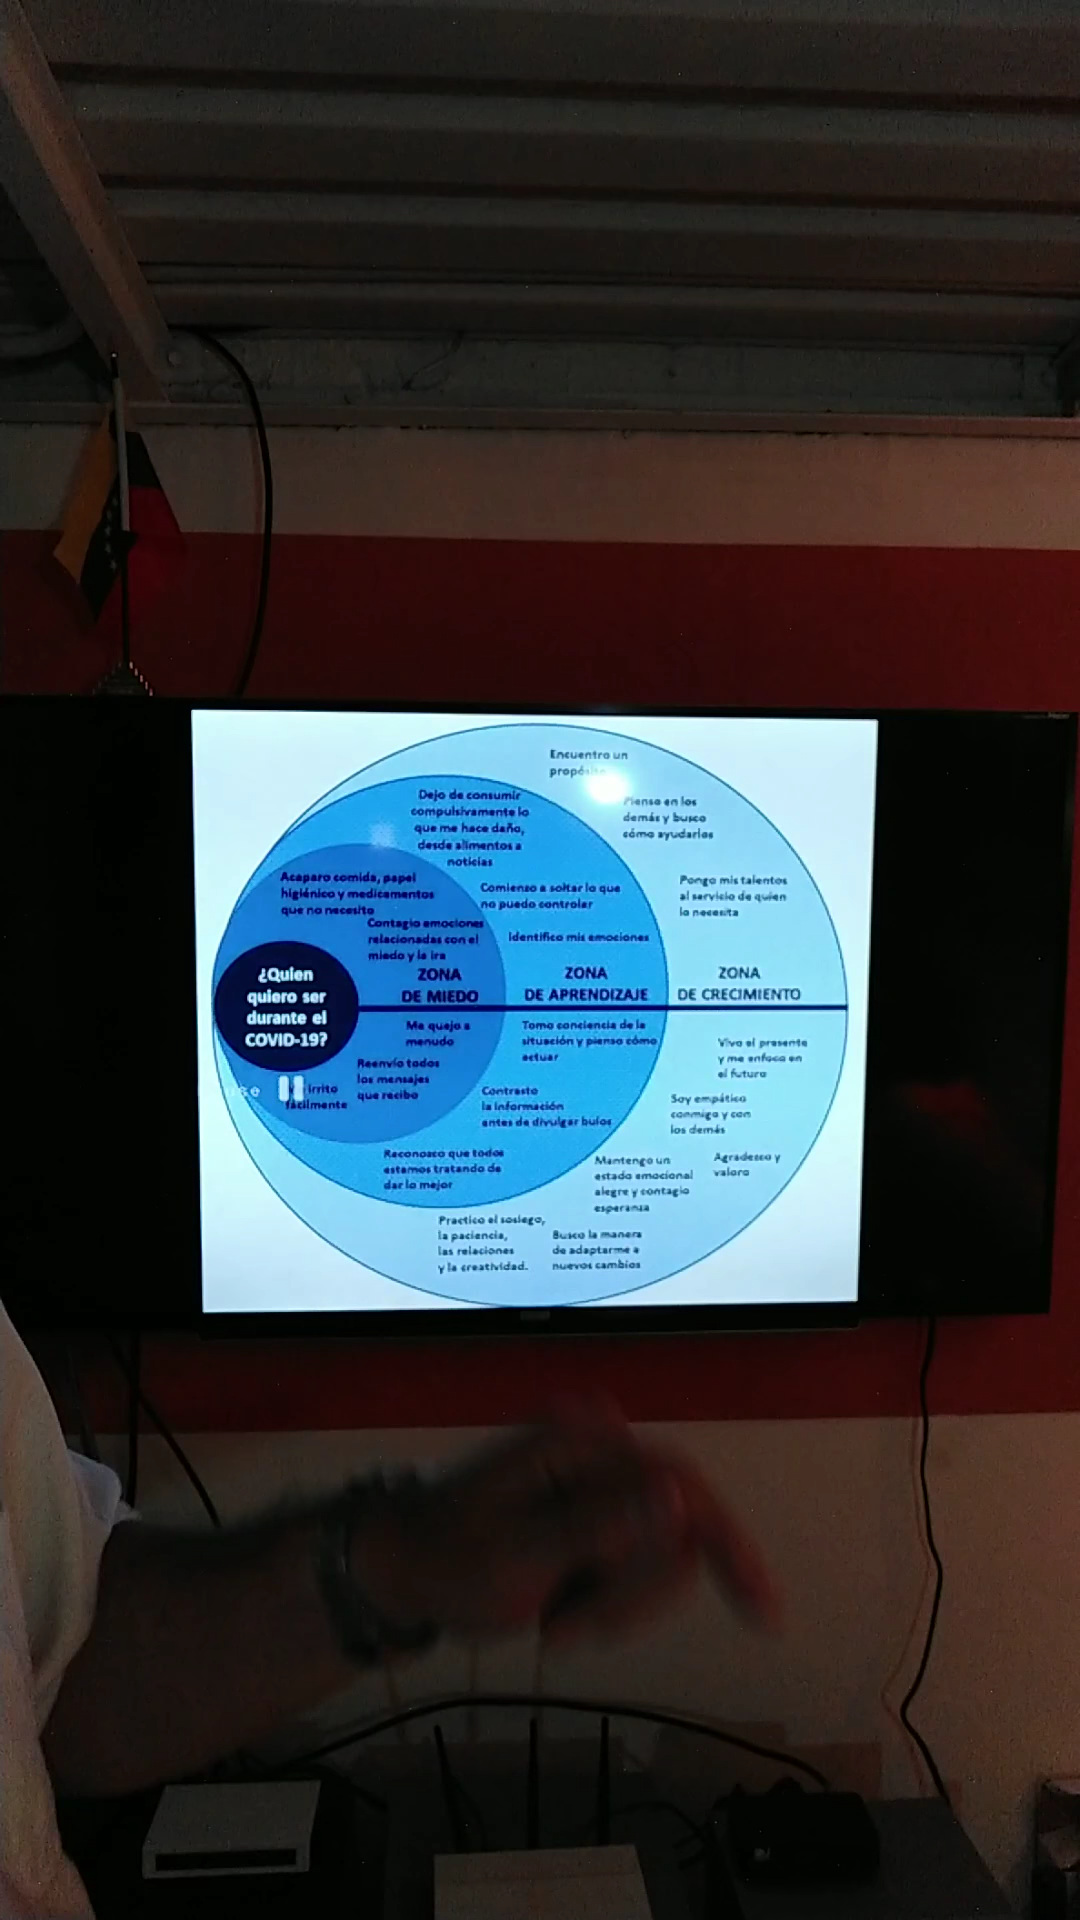 Encuentro un
Dejo de consumir
compulsivamente lo
que me hace daño,
desde alimentos a
noticias
Pienso en los
demás y busco
cómo ayudarlos
Acaparo comida, papel
higiénico y medicamentos
que no necesito
Comienzo a soltar lo que
no puedo controlar
Pongo mis talentos
al servicio de quien
lo necesita
Contagio emociones
relacionadas con el
miedo y la ira
Identifico mis emociones
¿Quien
quiero ser
durante el
COVID-19?
ZONA
DE MIEDO
ZONA
DE APRENDIZAJE
ZONA
DE CRECIMIENTO
Me quejo a
menudo
Tomo conciencia de la
situación y pienso cómo
actuar
Vivo el presente
y me enfoco en
el futuro
Reenvío todos
los mensajes
que recibo
irrito
fácilmente
Contrasto
la información
antes de divulgar bulos
Soy empático
conmigo y con
los demás
Reconozco que todos
estamos tratando de
dar lo mejor
Mantengo un
estado emocional
alegre y contagio
esperanza
Agradezco y
valoro
Practico el sosiego,
la paciencia,
las relaciones
y la creatividad.
Busco la manera
de adaptarme a
nuevos cambios